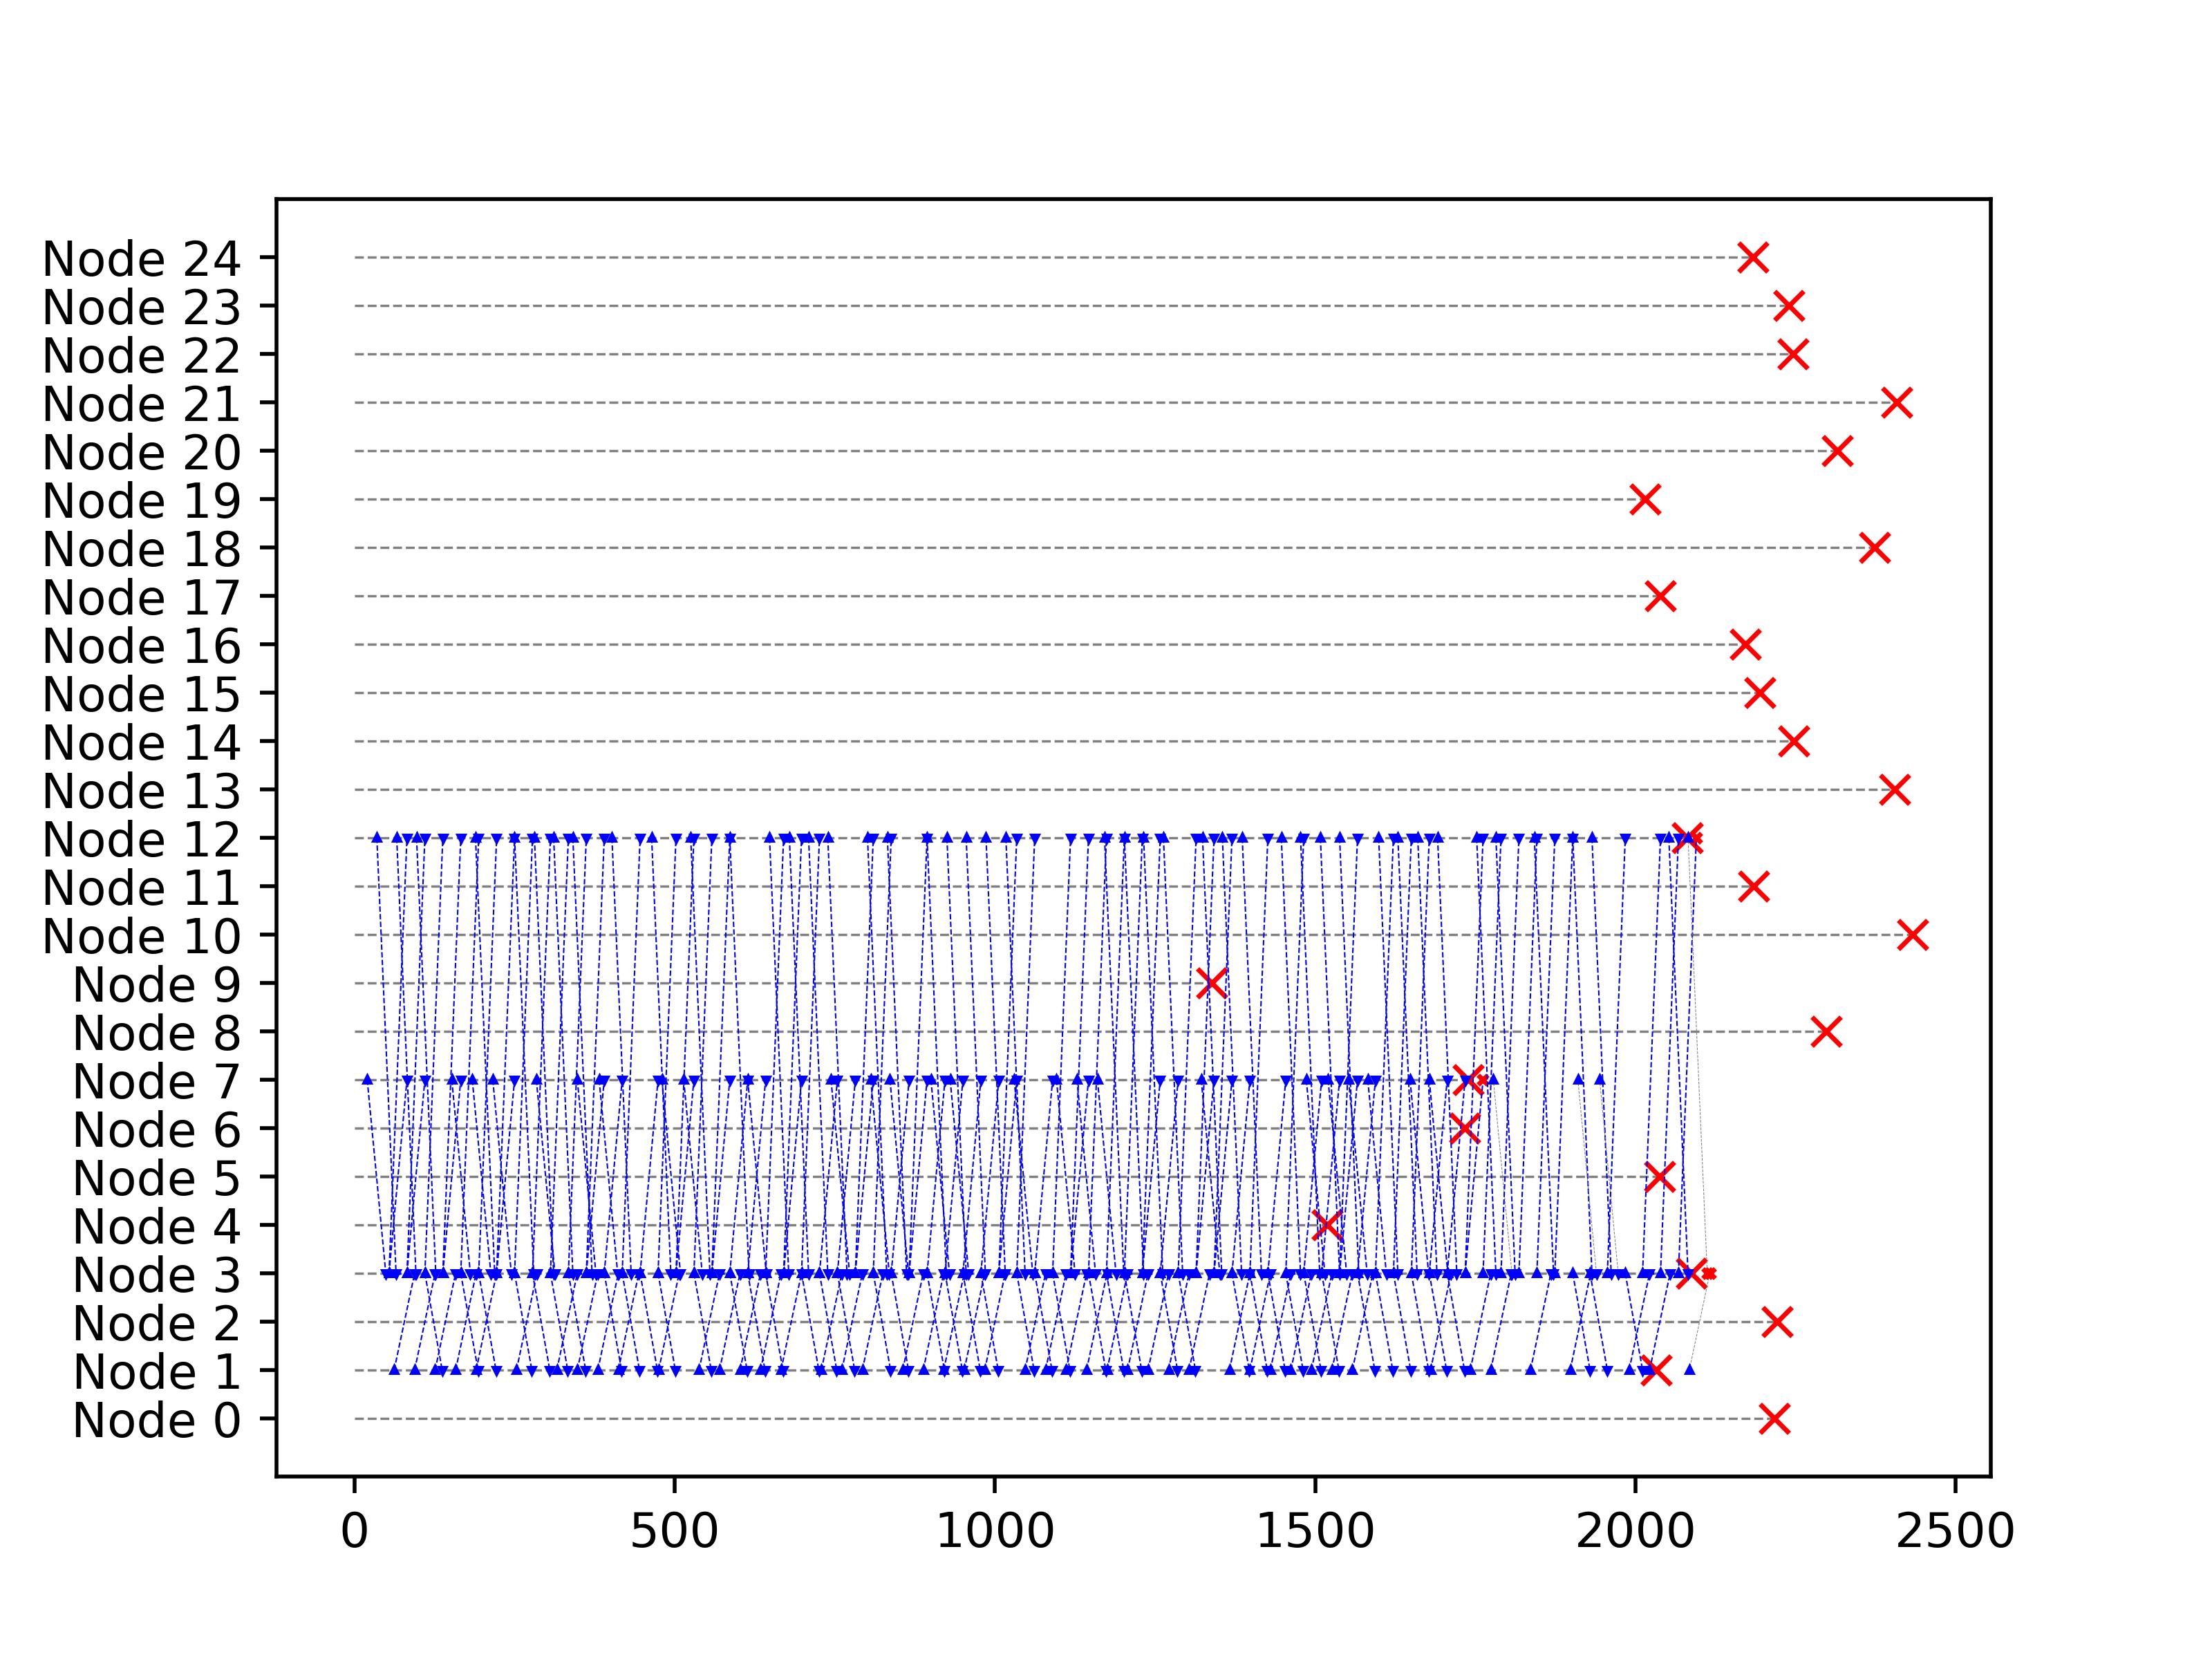 Node 24
Node 23
Node 22
Node 21
Node 20
Node 19
Node 18
Node 17
Node 16
Node 15
Node 14
Node 13
Node 12
Node 11
Node 10
Node 9
Node 8
Node 7
Node 6
Node 5
Node 4
Node 3
Node 2
Node 1
Node 0
0 500 1000 1500 2000 2500